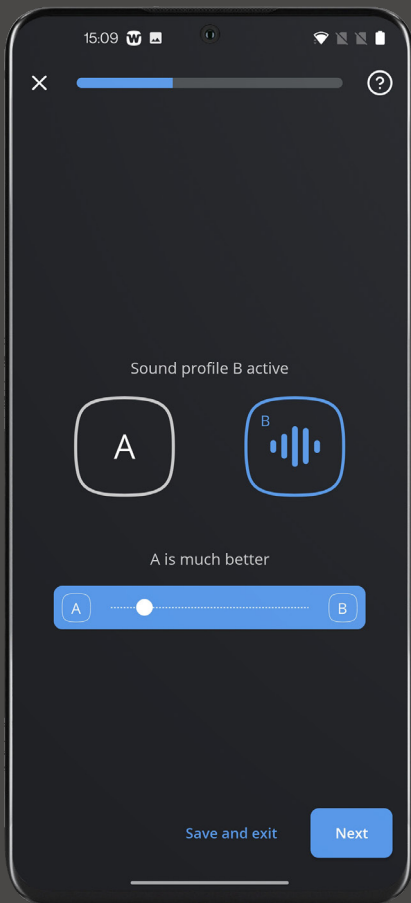 15:09
Sound profile B active
A
B
A is much better
A
B
Save and exit
Next